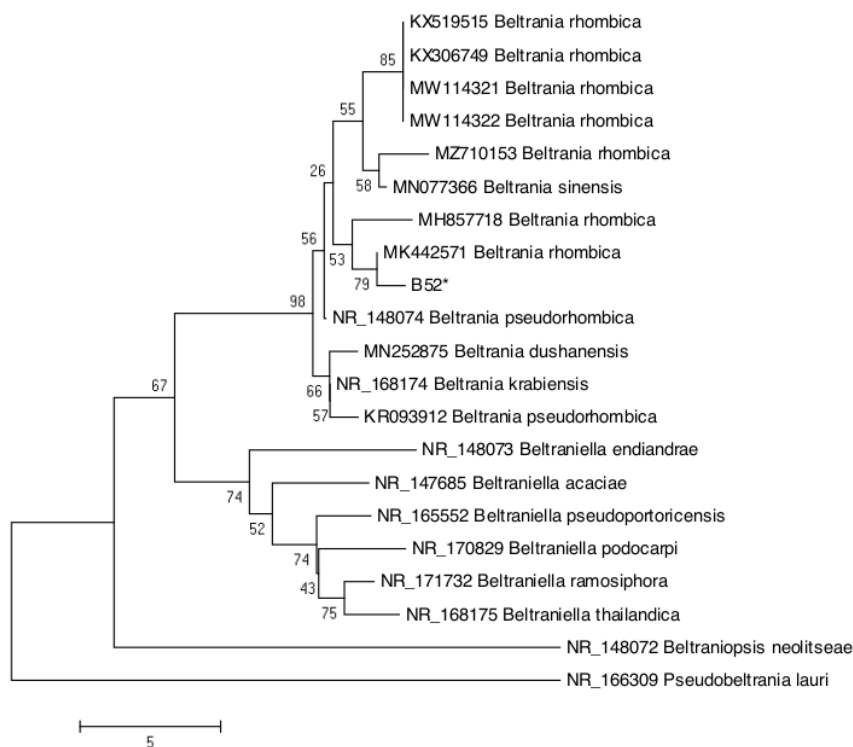 KX519515 Beltrania rhombica
KX306749 Beltrania rhombica
85
MW114321 Beltrania rhombica
55
MW114322 Beltrania rhombica
MZ710153 Beltrania rhombica
26
58
MN077366 Beltrania sinensis
MH857718 Beltrania rhombica
56
53
MK442571 Beltrania rhombica
79
B52*
98
NR_148074 Beltrania pseudorhombica
MN252875 Beltrania dushanensis
67
66
NR_168174 Beltrania krabiensis
57
KR093912 Beltrania pseudorhombica
NR_148073 Beltraniella endiandrae
74
NR_147685 Beltraniella acaciae
52
NR_165552 Beltraniella pseudoportoricensis
74
NR_170829 Beltraniella podocarpi
43
NR_171732 Beltraniella ramosiphora
75
NR_168175 Beltraniella thailandica
NR_148072 Beltraniopsis neolitseae
NR_166309 Pseudobeltrania lauri
5